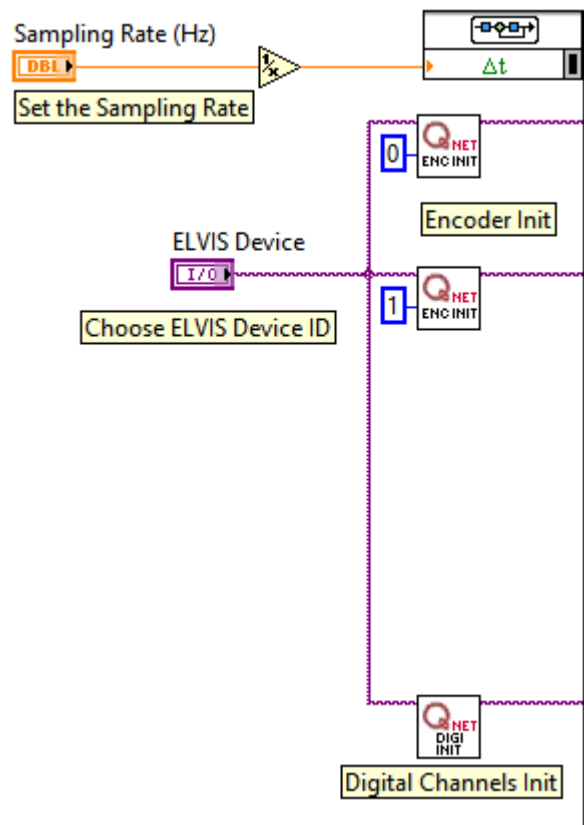 Sampling Rate (Hz)
DBL
1/x
Δt
Set the Sampling Rate
0
Q NET
ENC INIT
Encoder Init
ELVIS Device
I/O
1
Q NET
ENC INIT
Choose ELVIS Device ID
Q NET
DIGI
INIT
Digital Channels Init